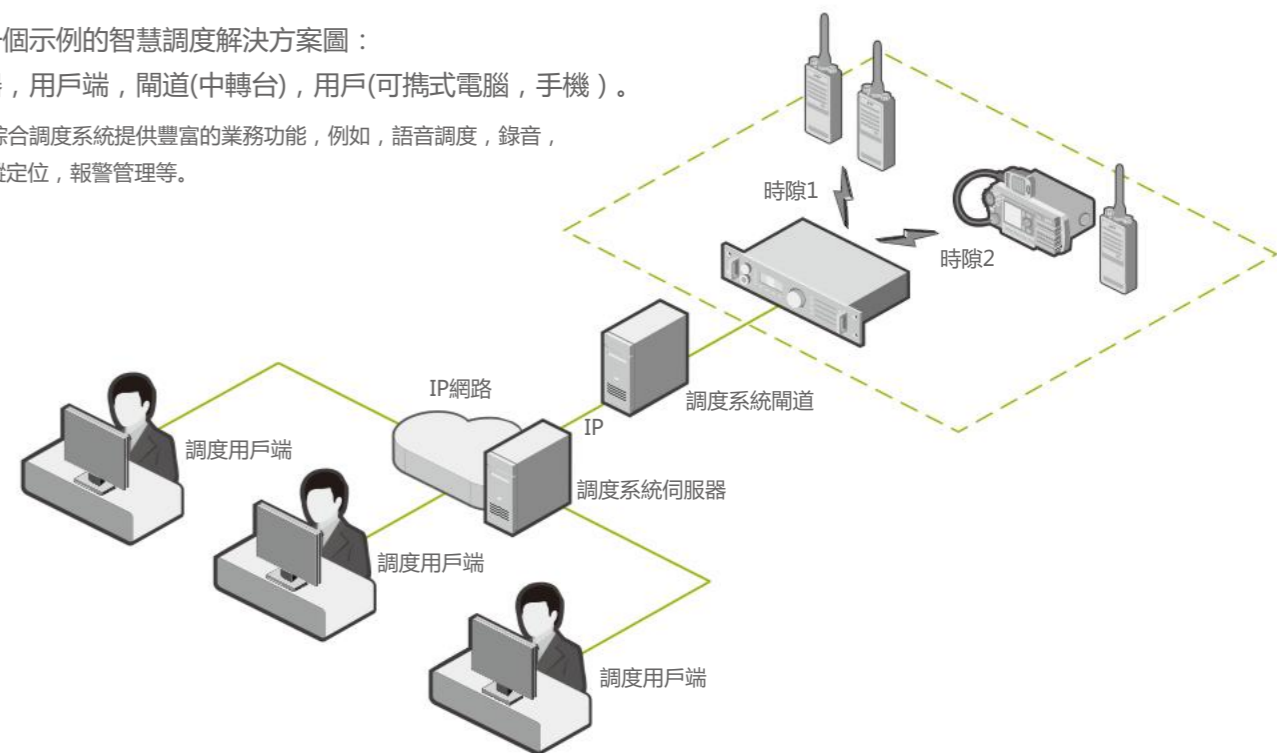 個示例的智慧調度解決方案圖：
，用戶端，閘道(中轉台)，用戶(可攜式電腦，手機）。
綜合調度系統提供豐富的業務功能，例如，語音調度，錄音，
定位，報警管理等。
時隙1
時隙2
調度系統閘道
IP網路
IP
調度用戶端
調度系統伺服器
調度用戶端
調度用戶端